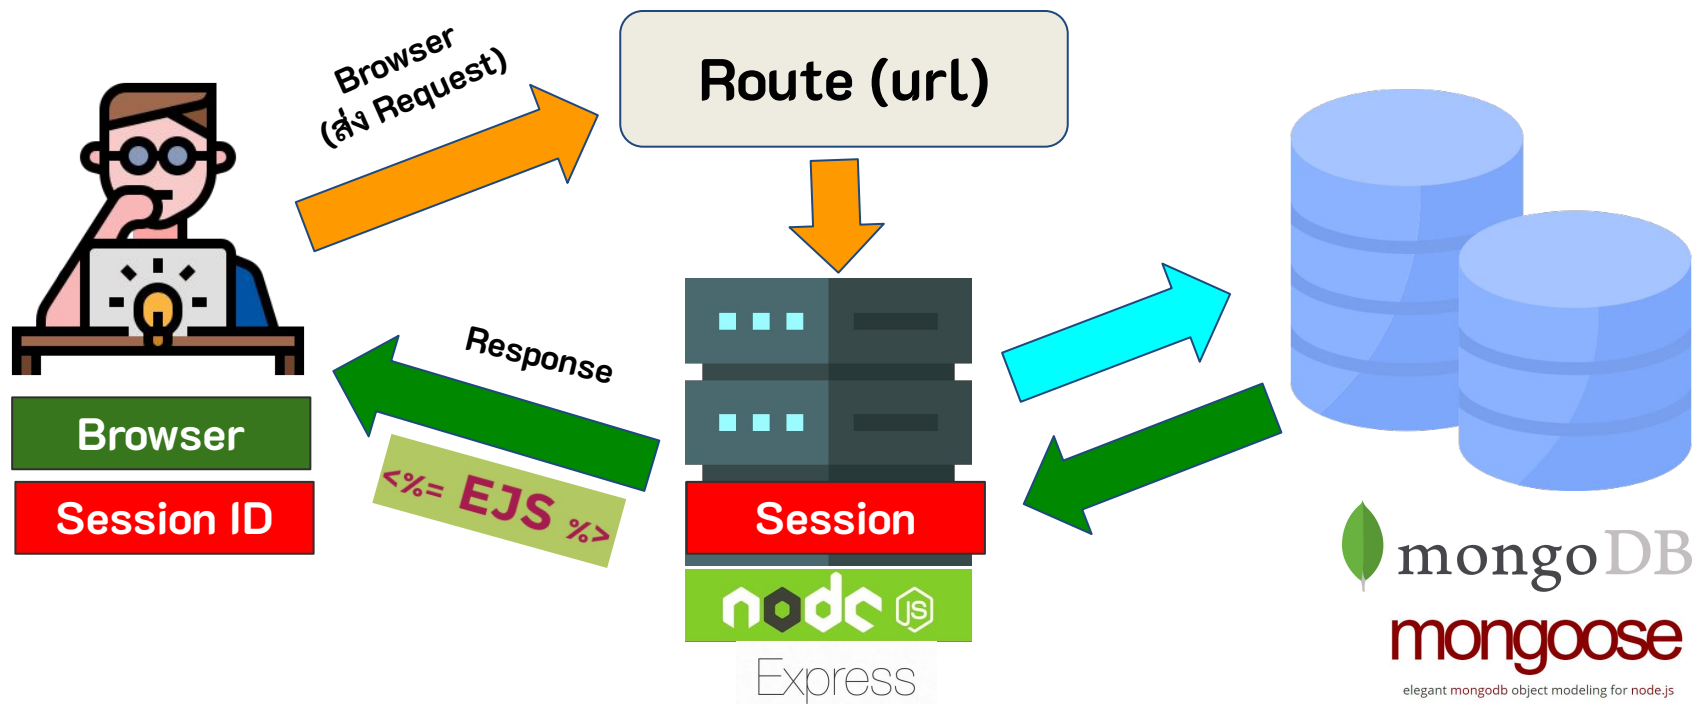 Browser
(ส่ง Request)
Route (url)
Response
<%= EJS %>
Browser
Session ID
Session
node
JS
Express
mongoDB
mongoose
elegant mongodb object modeling for node.js